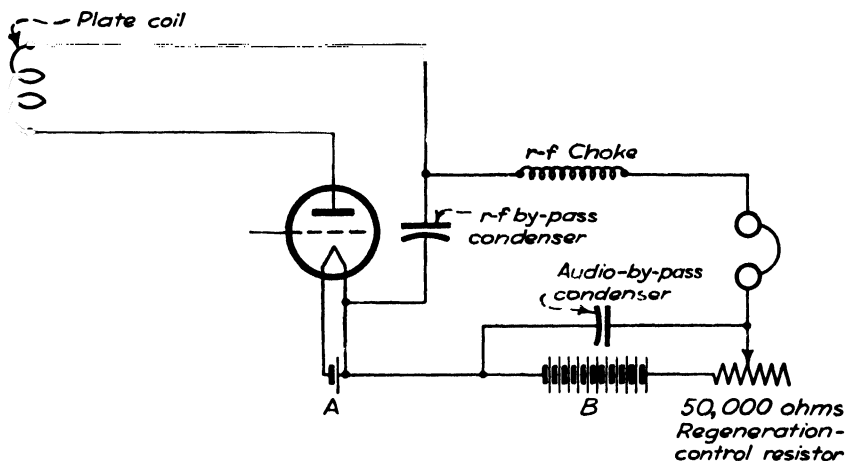 Plate coil
r-f Choke
r-f by-pass
condenser
Audio-by-pass
condenser
A
B
50,000 ohms
Regeneration-
control resistor